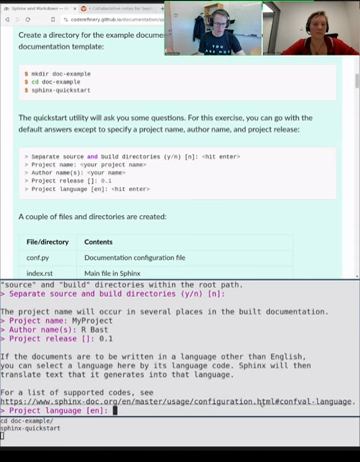 Sphinx and Markdown —
coderefinery.github.io/documentation/sp
Create a directory for the example docume
documentation template:
$ mkdir doc-example
$ cd doc-example
$ sphinx-quickstart
The quickstart utility will ask you some questions. For this exercise, you can go with the
default answers except to specify a project name, author name, and project release:
> Separate source and build directories (y/n) [n]: <hit enter>
> Project name: <your project name>
> Author name(s): <your name>
> Project release []: 0.1
> Project language [en]: <hit enter>
A couple of files and directories are created:
File/directory Contents
conf.py Documentation configuration file
index.rst Main file in Sphinx
"source" and "build" directories within the root path.
> Separate source and build directories (y/n) [n]:
The project name will occur in several places in the built documentation.
> Project name: MyProject
> Author name(s): R Bast
> Project release []: 0.1
If the documents are to be written in a language other than English,
you can select a language here by its language code. Sphinx will then
translate text that it generates into that language.
For a list of supported codes, see
https://www.sphinx-doc.org/en/master/usage/configuration.html#confval-language.
> Project language [en]:
cd doc-example/
sphinx-quickstart